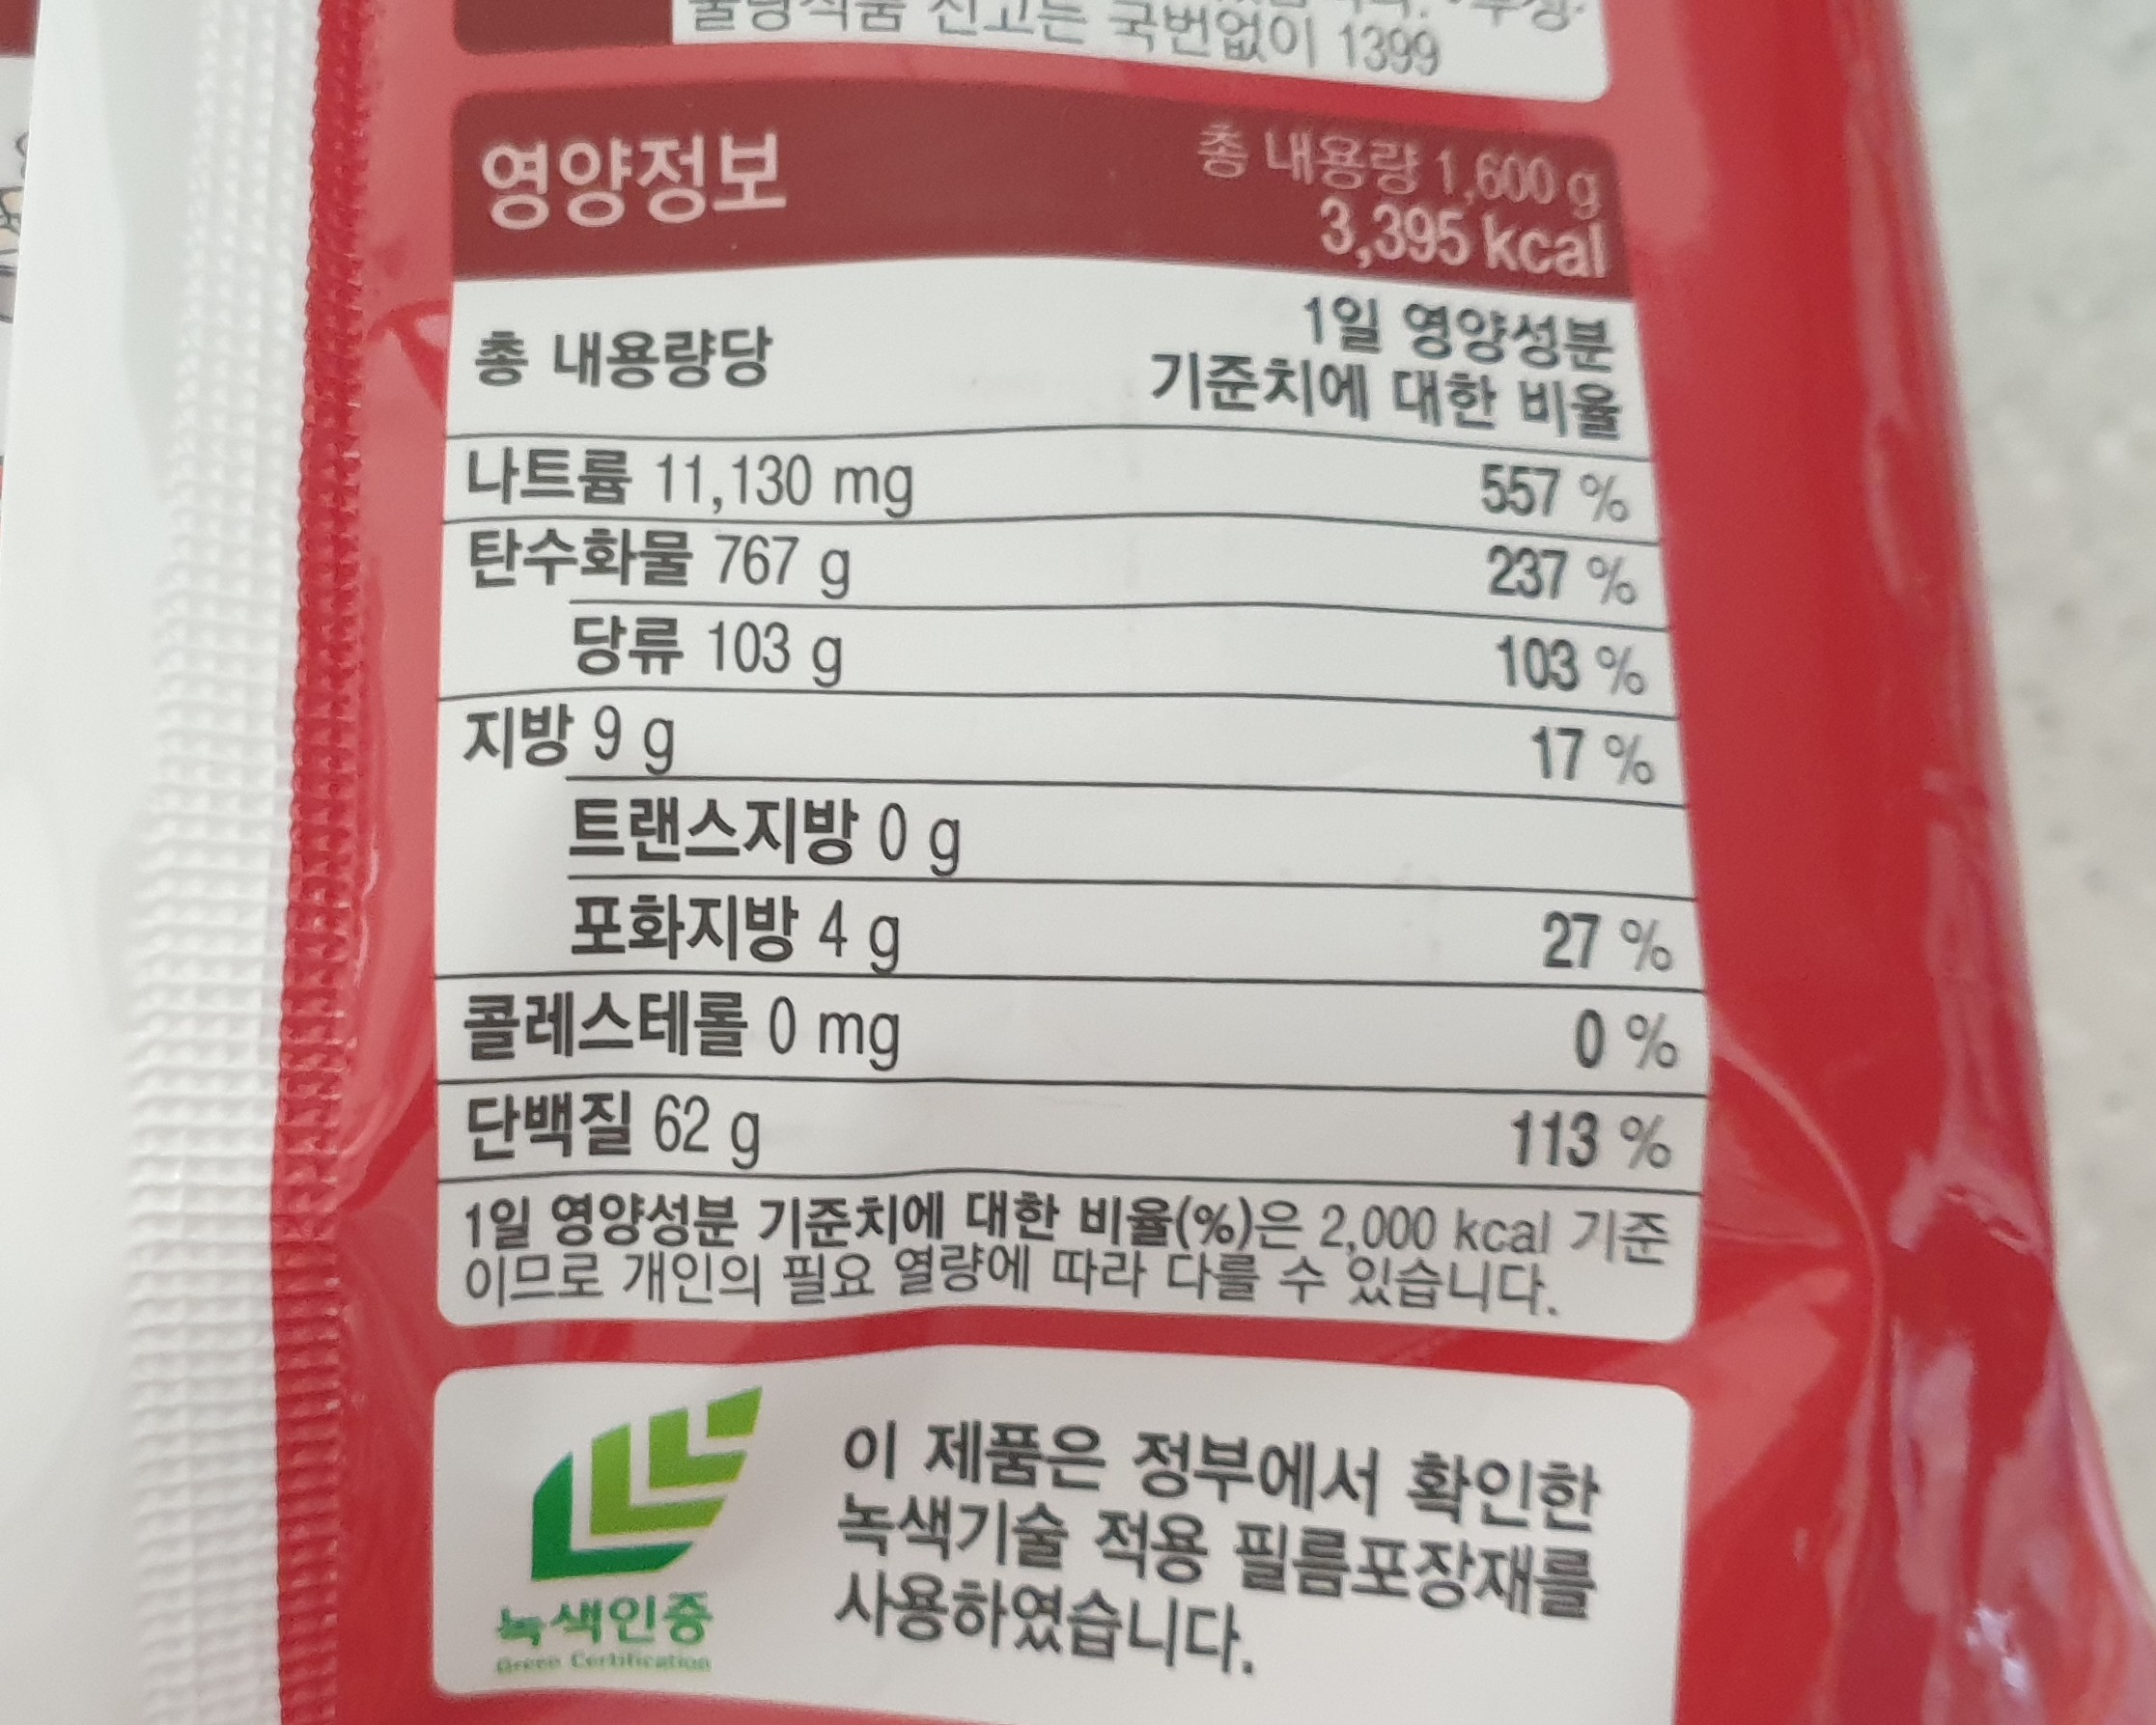 불량식품 신고는 국번없이 1399
영양정보
총 내용량 1,600 g
3,395 kcal
총 내용량당
1일 영양성분
기준치에 대한 비율
나트륨 11,130 mg 557 %
탄수화물 767 g 237 %
당류 103 g 103 %
지방 9 g 17 %
트랜스지방 0 g
포화지방 4 g 27 %
콜레스테롤 0 mg 0 %
단백질 62 g 113 %
1일 영양성분 기준치에 대한 비율(%)은 2,000 kcal 기준
이므로 개인의 필요 열량에 따라 다를 수 있습니다.
이 제품은 정부에서 확인한
녹색기술 적용 필름포장재를
사용하였습니다.
녹색인증
Green Certification